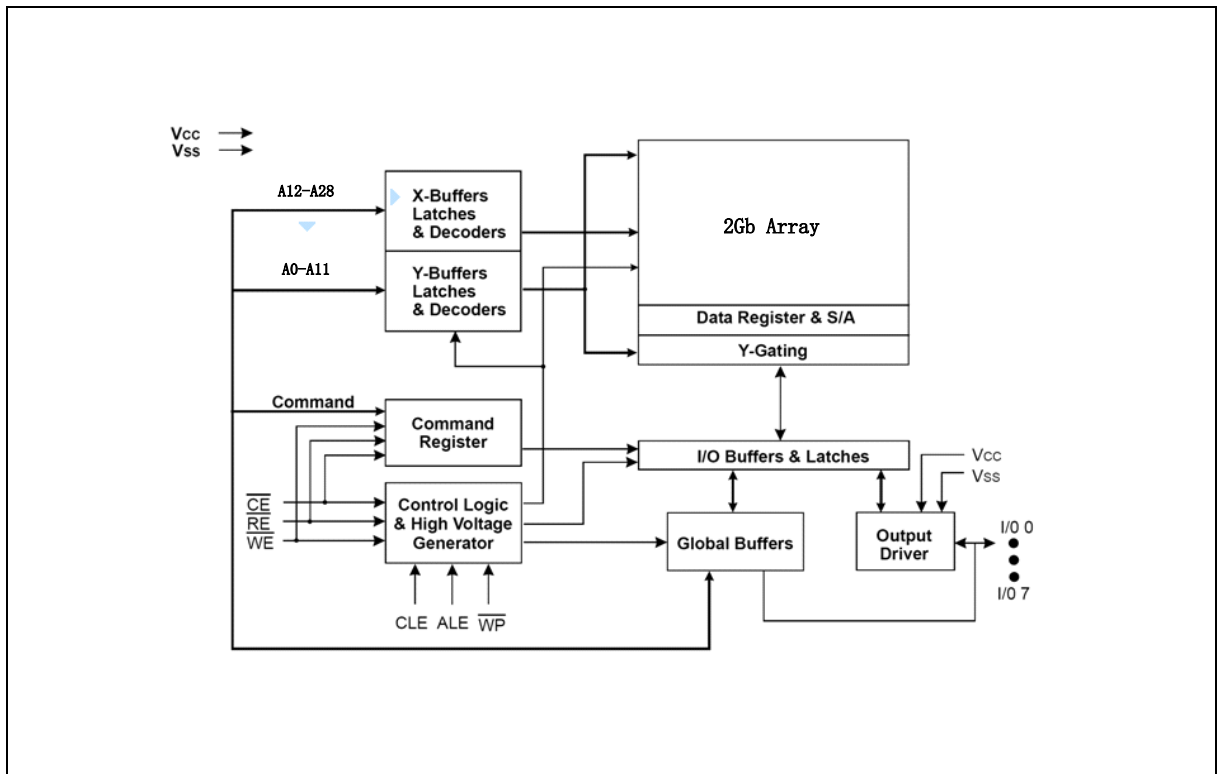 Vcc
Vss
A12-A28
X-Buffers
Latches
& Decoders
2Gb Array
A0-A11
Y-Buffers
Latches
& Decoders
Data Register & S/A
Y-Gating
Command
Command
Register
I/O Buffers & Latches
Vcc
Vss
CE
RE
WE
Control Logic
& High Voltage
Generator
Global Buffers
Output
Driver
I/0 0
I/0 7
CLE ALE WP